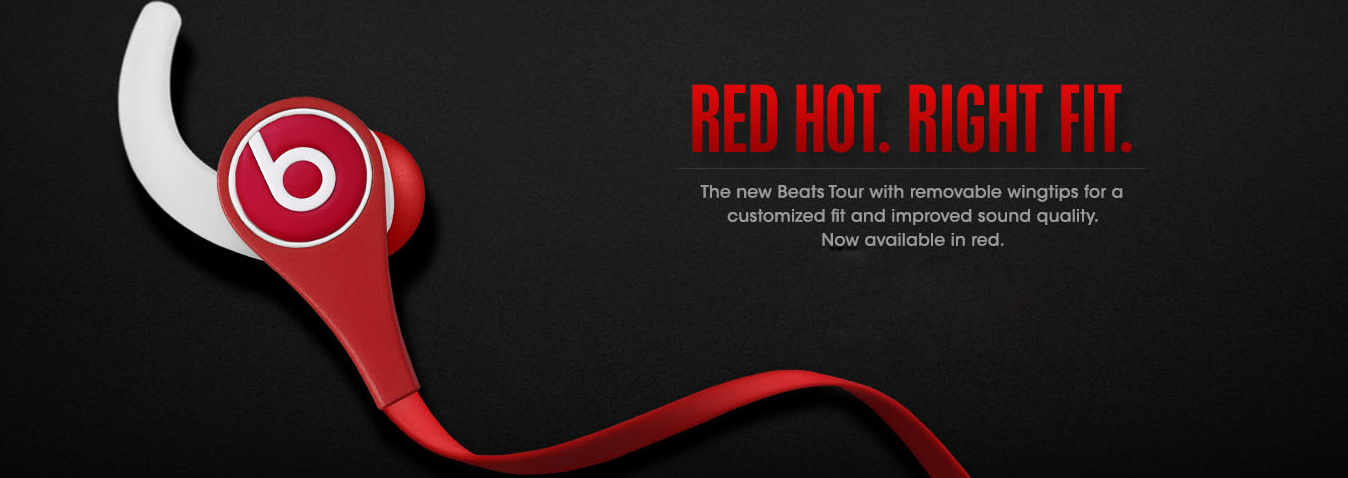 RED HOT. RIGHT FIT.
The new Beats Tour with removable wingtips for a
customized fit and improved sound quality.
Now available in red.